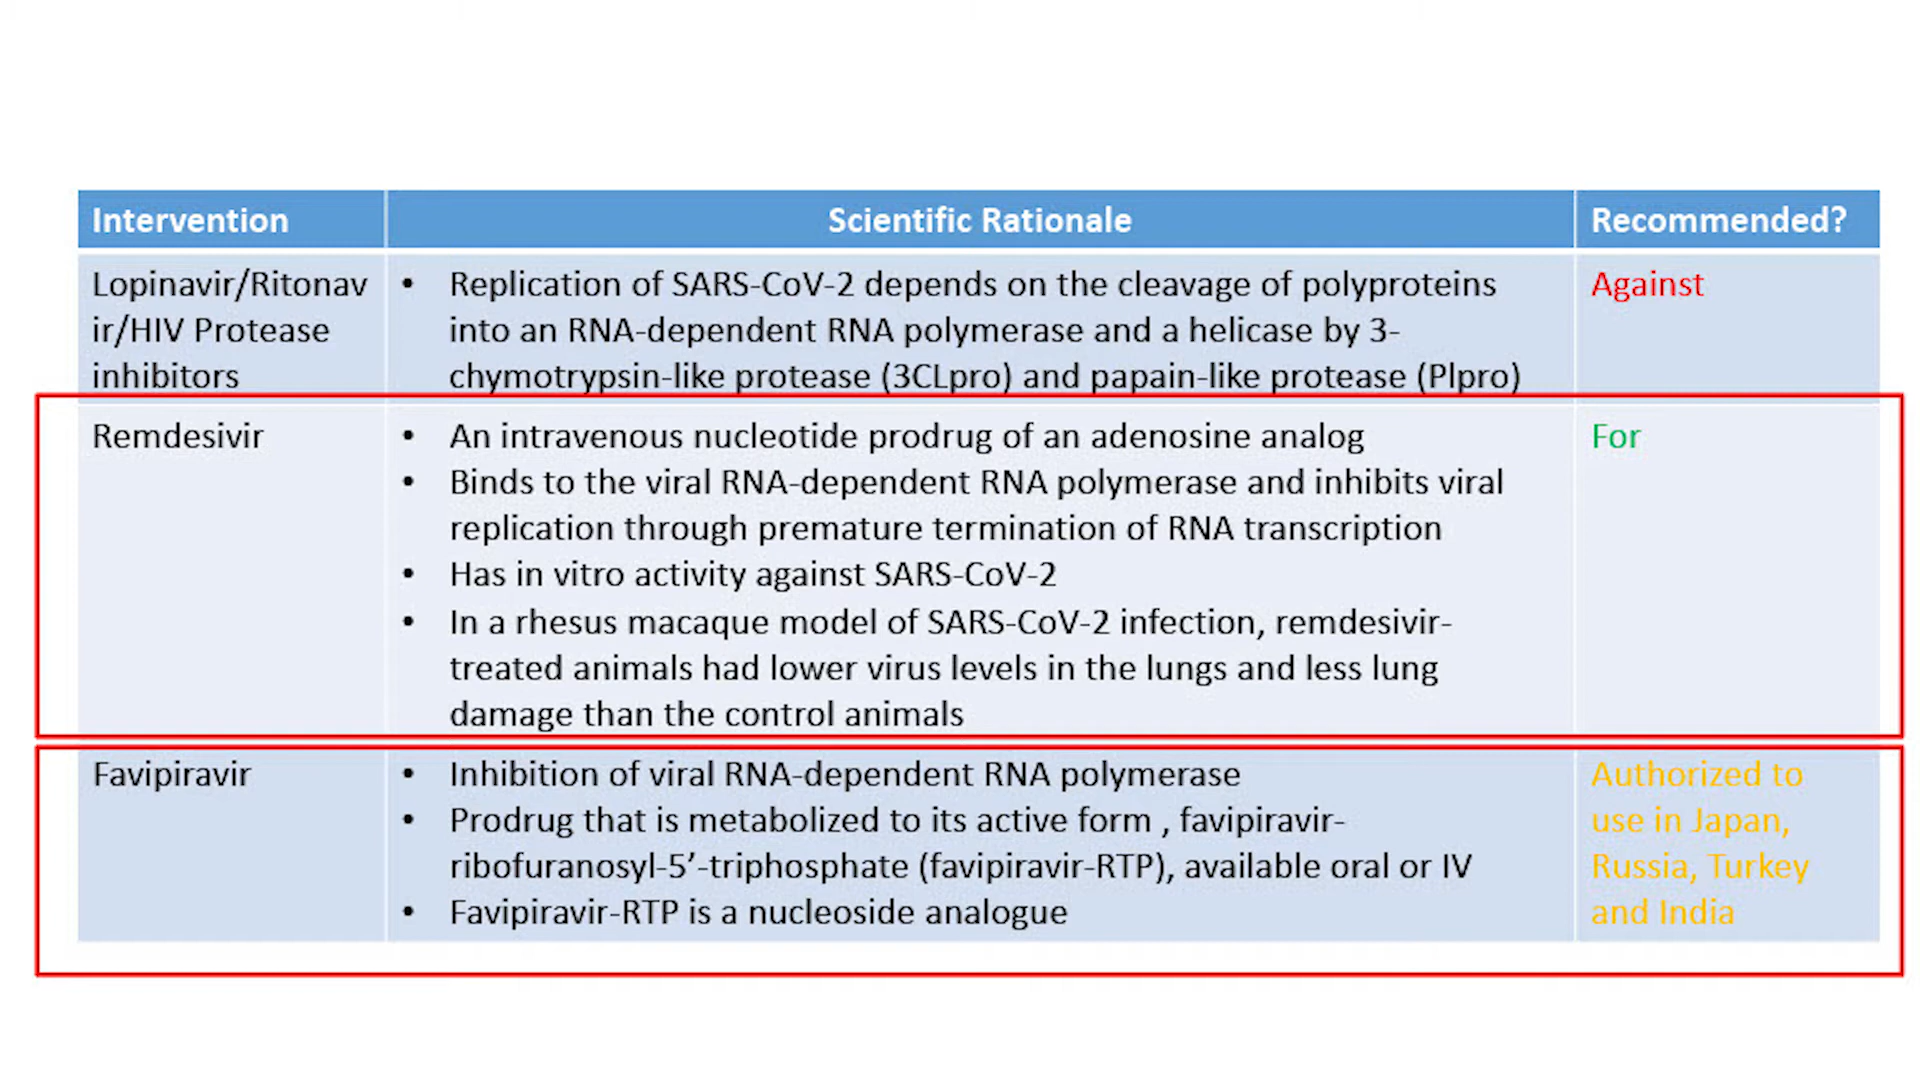 Intervention
Scientific Rationale
Recommended?
Lopinavir/Ritonav
ir/HIV Protease
inhibitors
• Replication of SARS-CoV-2 depends on the cleavage of polyproteins
into an RNA-dependent RNA polymerase and a helicase by 3-
chymotrypsin-like protease (3CLpro) and papain-like protease (Plpro)
Against
Remdesivir
• An intravenous nucleotide prodrug of an adenosine analog
• Binds to the viral RNA-dependent RNA polymerase and inhibits viral
replication through premature termination of RNA transcription
• Has in vitro activity against SARS-CoV-2
• In a rhesus macaque model of SARS-CoV-2 infection, remdesivir-
treated animals had lower virus levels in the lungs and less lung
damage than the control animals
For
Favipiravir
• Inhibition of viral RNA-dependent RNA polymerase
• Prodrug that is metabolized to its active form , favipiravir-
ribofuranosyl-5’-triphosphate (favipiravir-RTP), available oral or IV
• Favipiravir-RTP is a nucleoside analogue
Authorized to
use in Japan,
Russia, Turkey
and India